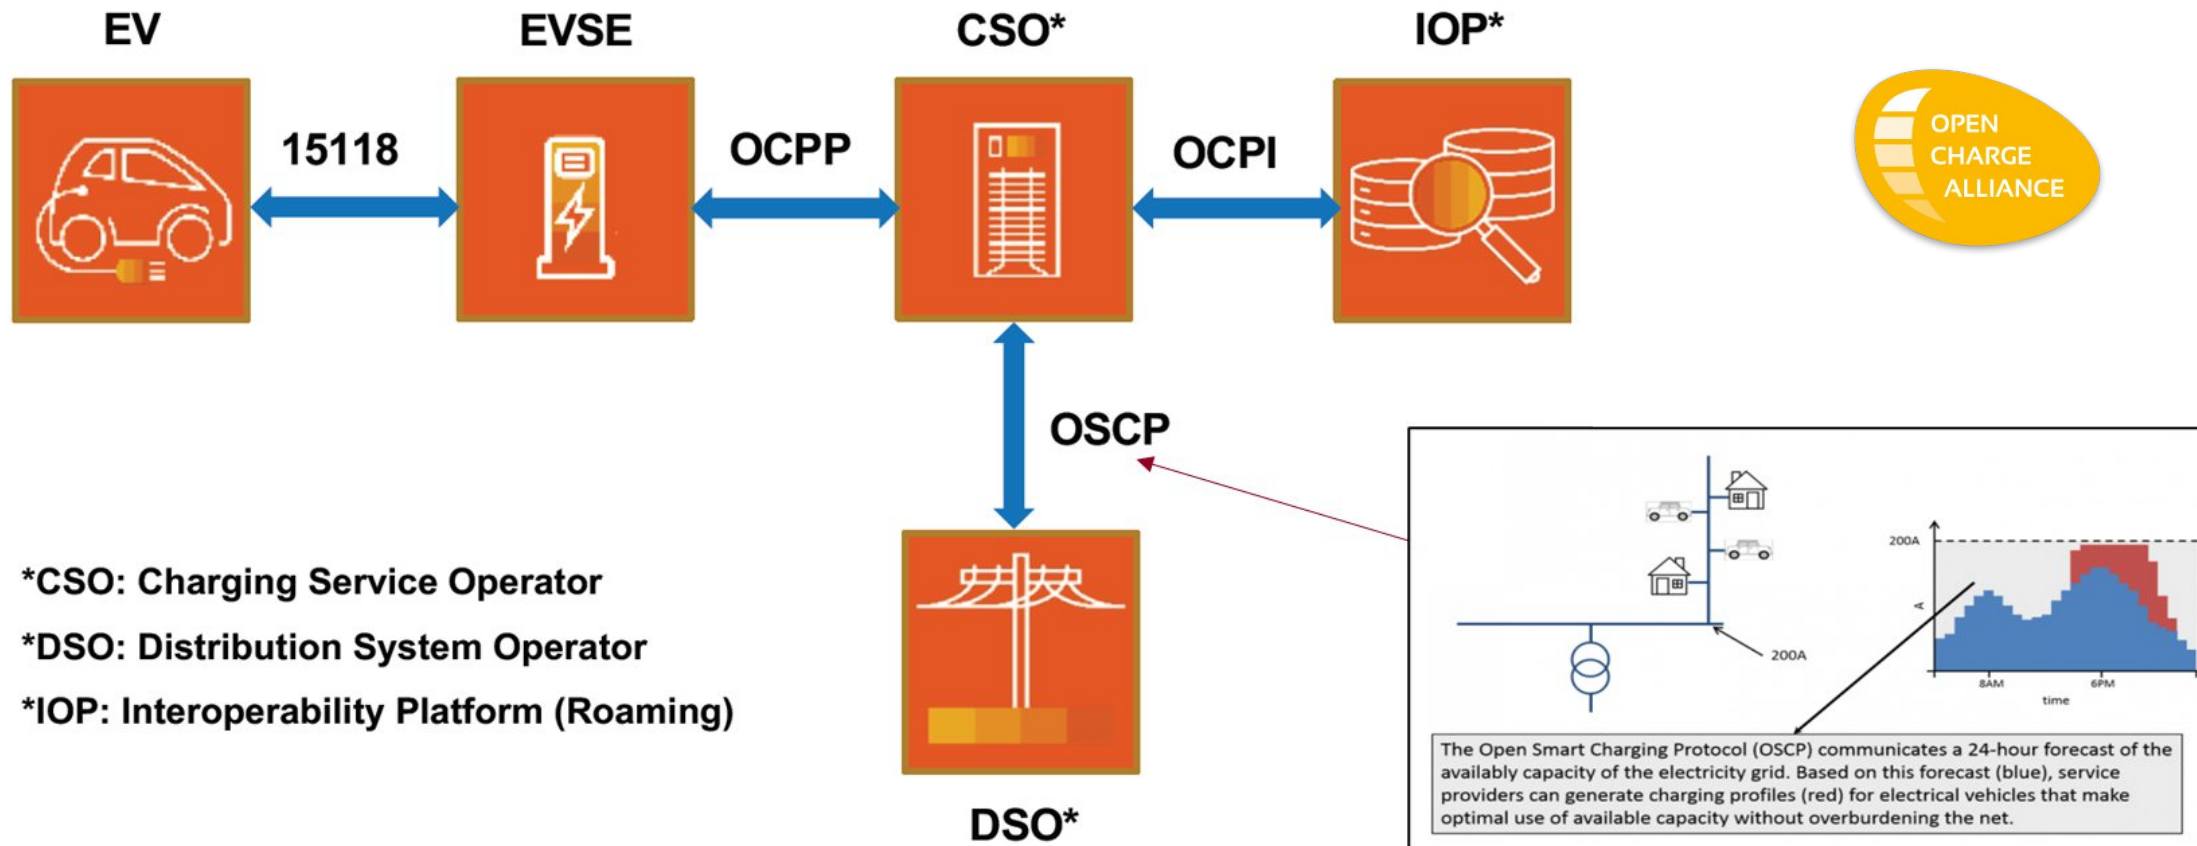 EV
EVSE
CSO*
IOP*
15118
OCPP
OCPI
OPEN
CHARGE
ALLIANCE
OSCP
*CSO: Charging Service Operator
*DSO: Distribution System Operator
*IOP: Interoperability Platform (Roaming)
DSO*
200A
200A
A
8AM
6PM
time
The Open Smart Charging Protocol (OSCP) communicates a 24-hour forecast of the
availably capacity of the electricity grid. Based on this forecast (blue), service
providers can generate charging profiles (red) for electrical vehicles that make
optimal use of available capacity without overburdening the net.